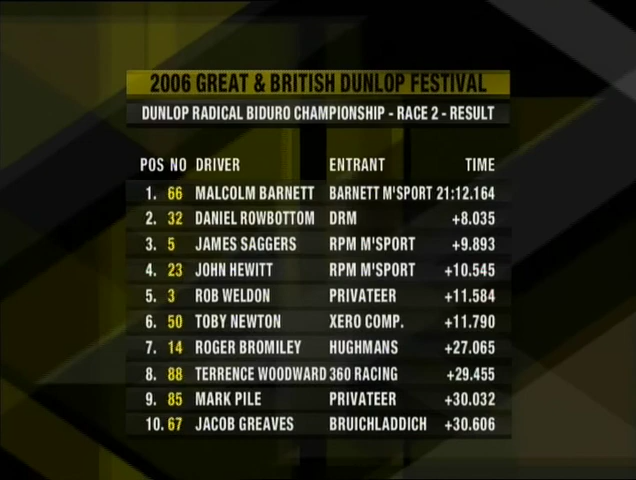 2006 GREAT & BRITISH DUNLOP FESTIVAL
DUNLOP RADICAL BIDURO CHAMPIONSHIP - RACE 2 - RESULT
POS NO DRIVER ENTRANT TIME
1. 66 MALCOLM BARNETT BARNETT M'SPORT 21:12.164
2. 32 DANIEL ROWBOTTOM DRM +8.035
3. 5 JAMES SAGGERS RPM M'SPORT +9.893
4. 23 JOHN HEWITT RPM M'SPORT +10.545
5. 3 ROB WELDON PRIVATEER +11.584
6. 50 TOBY NEWTON XERO COMP. +11.790
7. 14 ROGER BROMILEY HUGHMANS +27.065
8. 88 TERRENCE WOODWARD 360 RACING +29.455
9. 85 MARK PILE PRIVATEER +30.032
10. 67 JACOB GREAVES BRUICHLADDICH +30.606